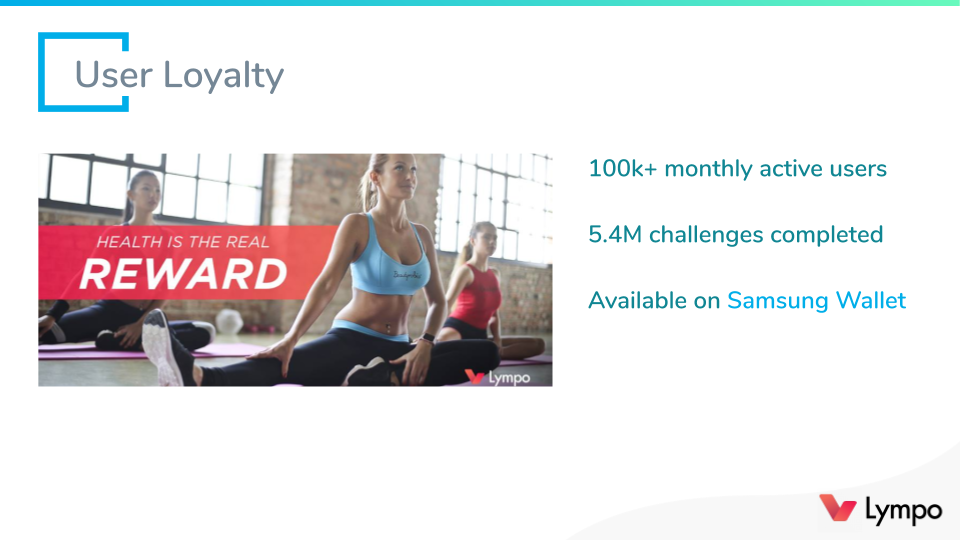 User Loyalty
HEALTH IS THE REAL
REWARD
Lympo
100k+ monthly active users
5.4M challenges completed
Available on Samsung Wallet
Lympo